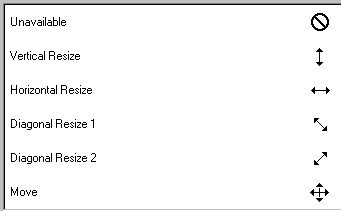 Unavailable
Vertical Resize
Horizontal Resize
Diagonal Resize 1
Diagonal Resize 2
Move